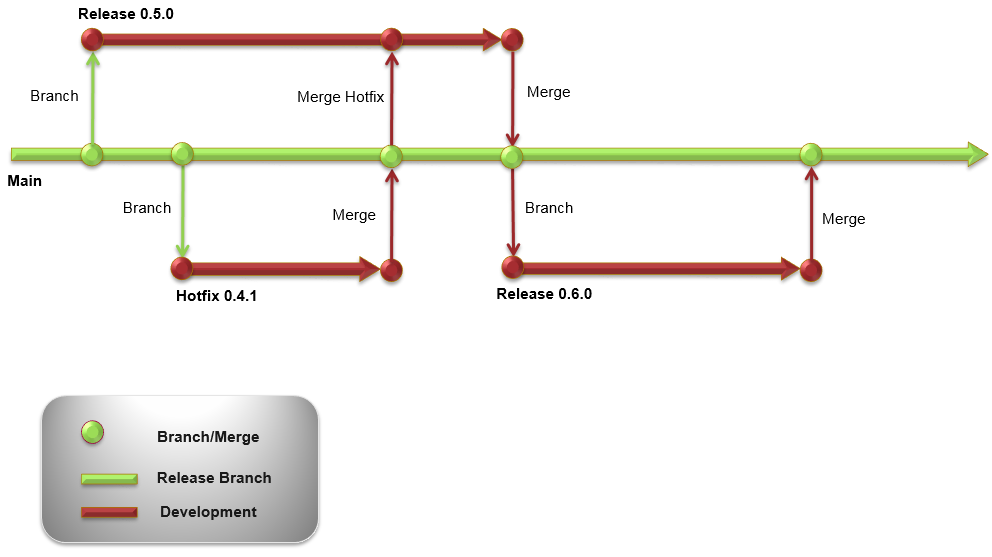 Release 0.5.0
Branch
Merge Hotfix
Merge
Main
Branch
Merge
Branch
Merge
Hotfix 0.4.1
Release 0.6.0
Branch/Merge
Release Branch
Development